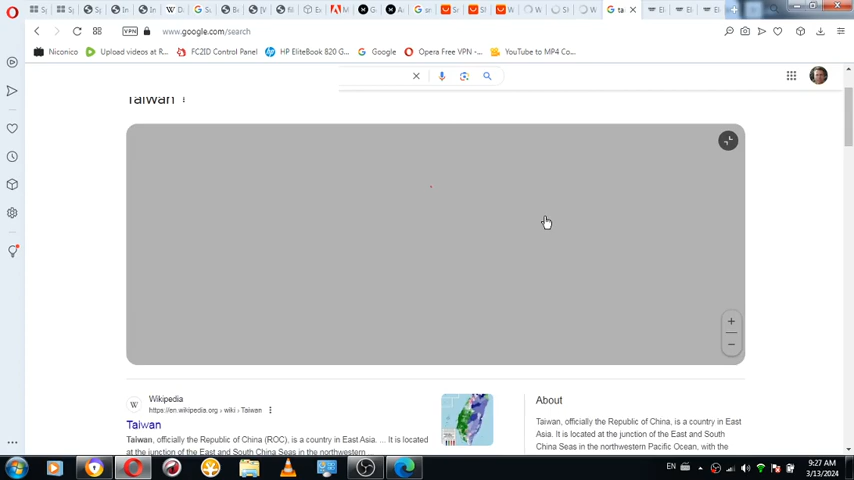 VPN www.google.com/search
Niconico Upload videos at R... FC2ID Control Panel HP EliteBook 820 G... Google Opera Free VPN -... YouTube to MP4 Co...
Taiwan
+
−
Wikipedia
https://en.wikipedia.org › wiki › Taiwan
Taiwan
Taiwan, officially the Republic of China (ROC), is a country in East Asia. ... It is located
at the junction of the East and South China Seas in the northwestern Pacific Ocean ...
About
Taiwan, officially the Republic of China, is a country in East
Asia. It is located at the junction of the East and South
China Seas in the northwestern Pacific Ocean, with the
EN
9:27 AM
3/13/2024